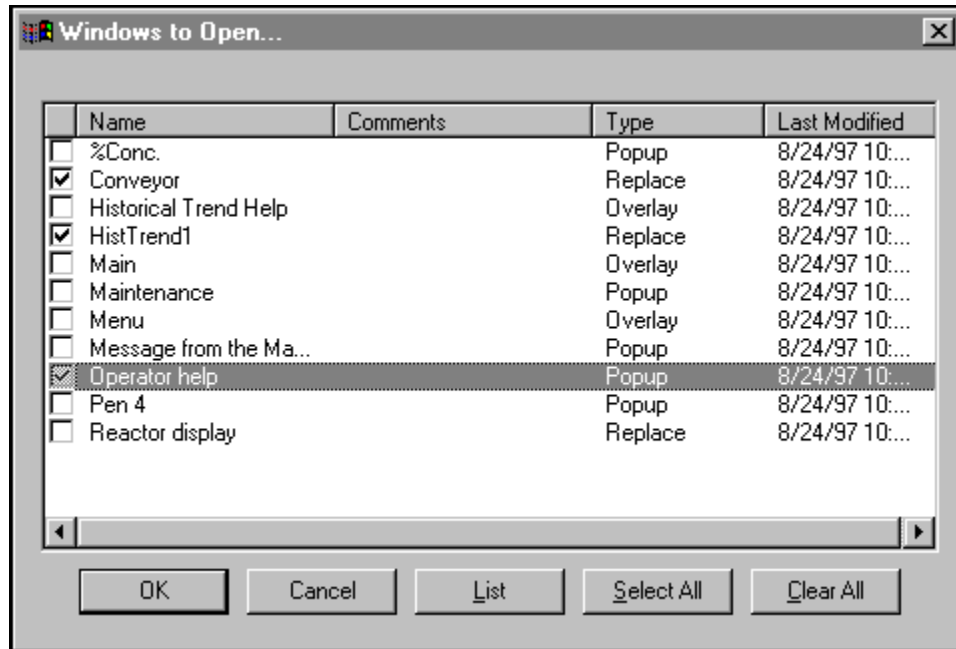 Windows to Open...
Name Comments Type Last Modified
%Conc. Popup 8/24/97 10:...
Conveyor Replace 8/24/97 10:...
Historical Trend Help Overlay 8/24/97 10:...
HistTrend1 Replace 8/24/97 10:...
Main Overlay 8/24/97 10:...
Maintenance Popup 8/24/97 10:...
Menu Overlay 8/24/97 10:...
Message from the Ma... Popup 8/24/97 10:...
Operator help Popup 8/24/97 10:...
Pen 4 Popup 8/24/97 10:...
Reactor display Replace 8/24/97 10:...
OK Cancel List Select All Clear All